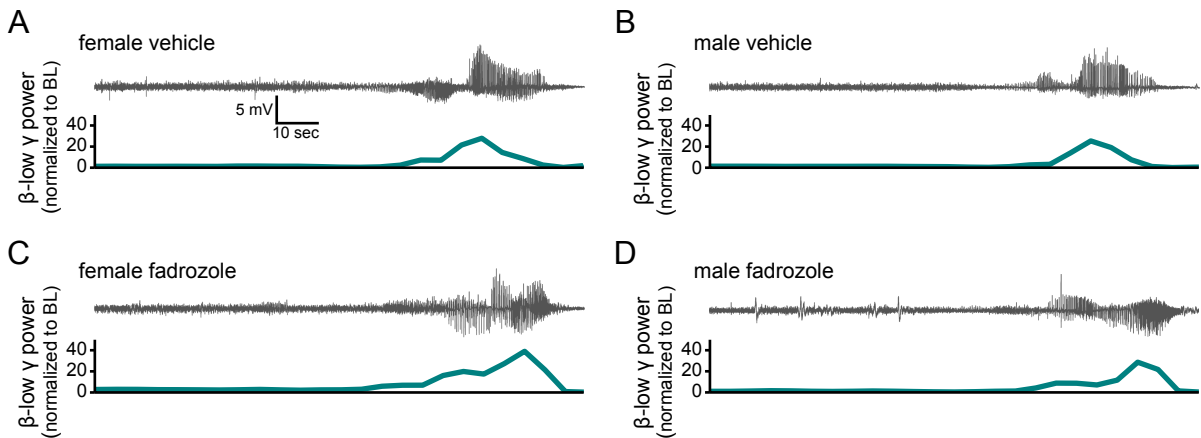 A
female vehicle
β-low γ power
(normalized to BL)
5 mV
10 sec
40
20
0
B
male vehicle
β-low γ power
(normalized to BL)
40
20
0
C
female fadrozole
β-low γ power
(normalized to BL)
40
20
0
D
male fadrozole
β-low γ power
(normalized to BL)
40
20
0